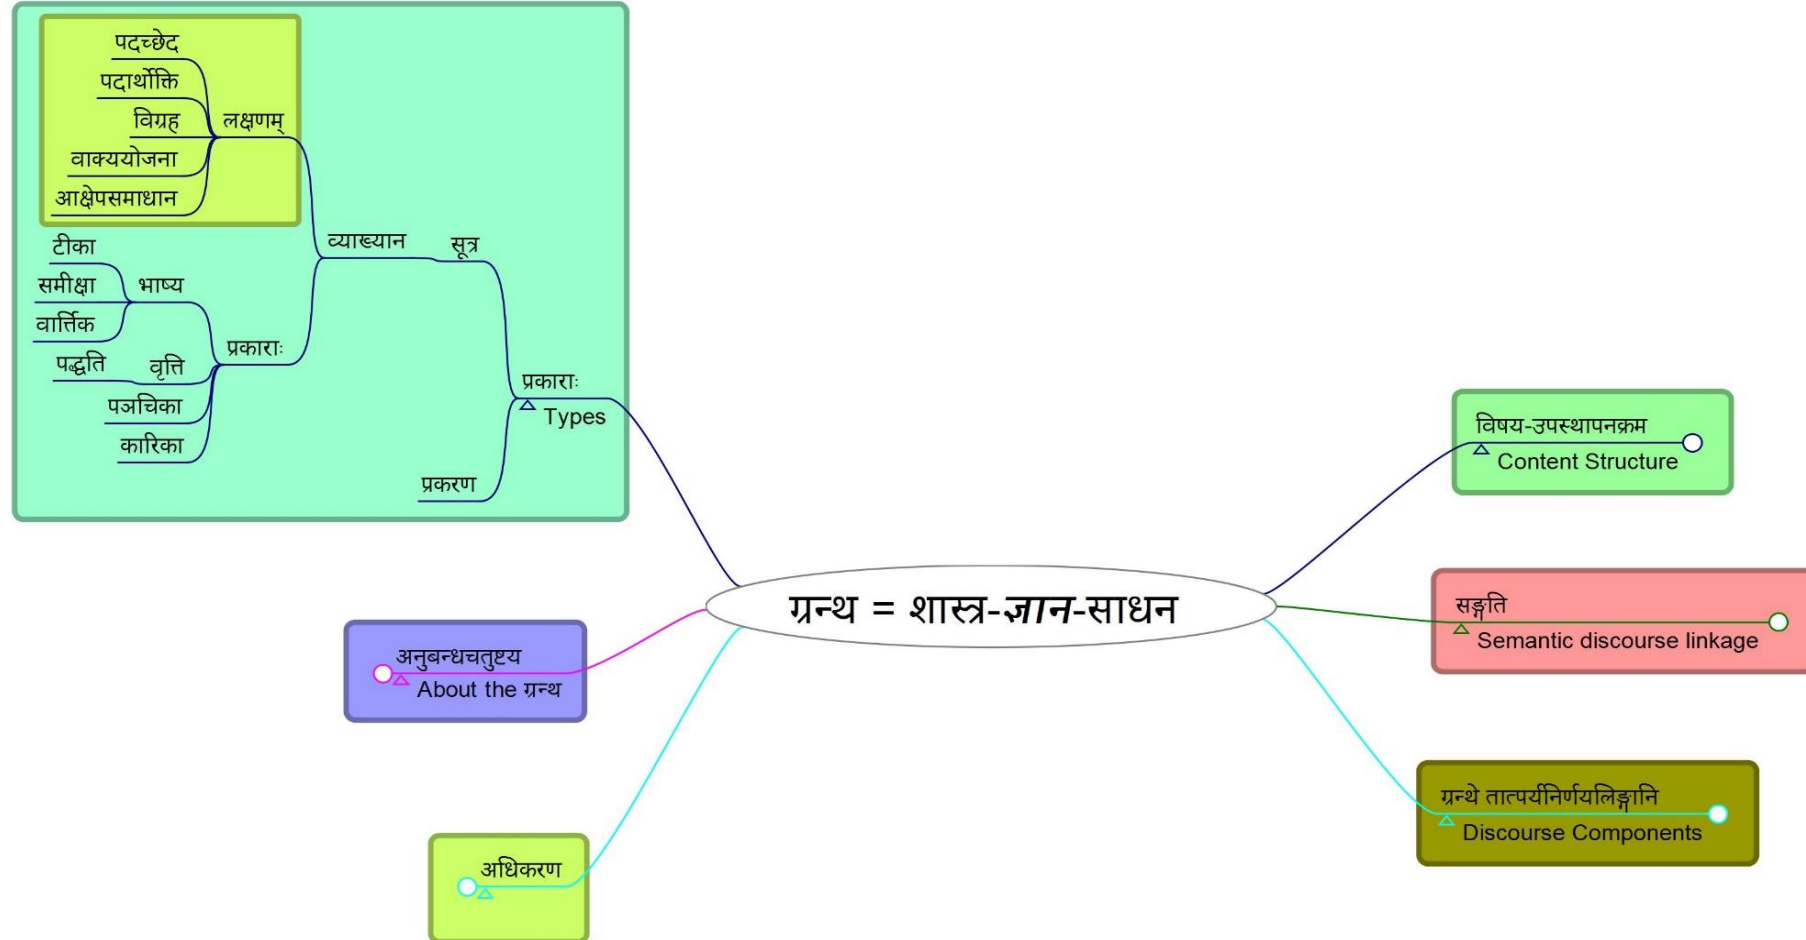 पदच्छेद
पदार्थोक्ति
विग्रह
वाक्ययोजना
आक्षेपसमाधान
लक्षणम्
टीका
समीक्षा
वार्त्तिक
भाष्य
पद्धति
वृत्ति
पञचिका
कारिका
प्रकाराः
व्याख्यान
सूत्र
प्रकरण
प्रकाराः
Types
ग्रन्थ = शास्त्र-ज्ञान-साधन
अनुबन्धचतुष्टय
About the ग्रन्थ
अधिकरण
विषय-उपस्थापनक्रम
Content Structure
सङ्गति
Semantic discourse linkage
ग्रन्थे तात्पर्यनिर्णयलिङ्गानि
Discourse Components